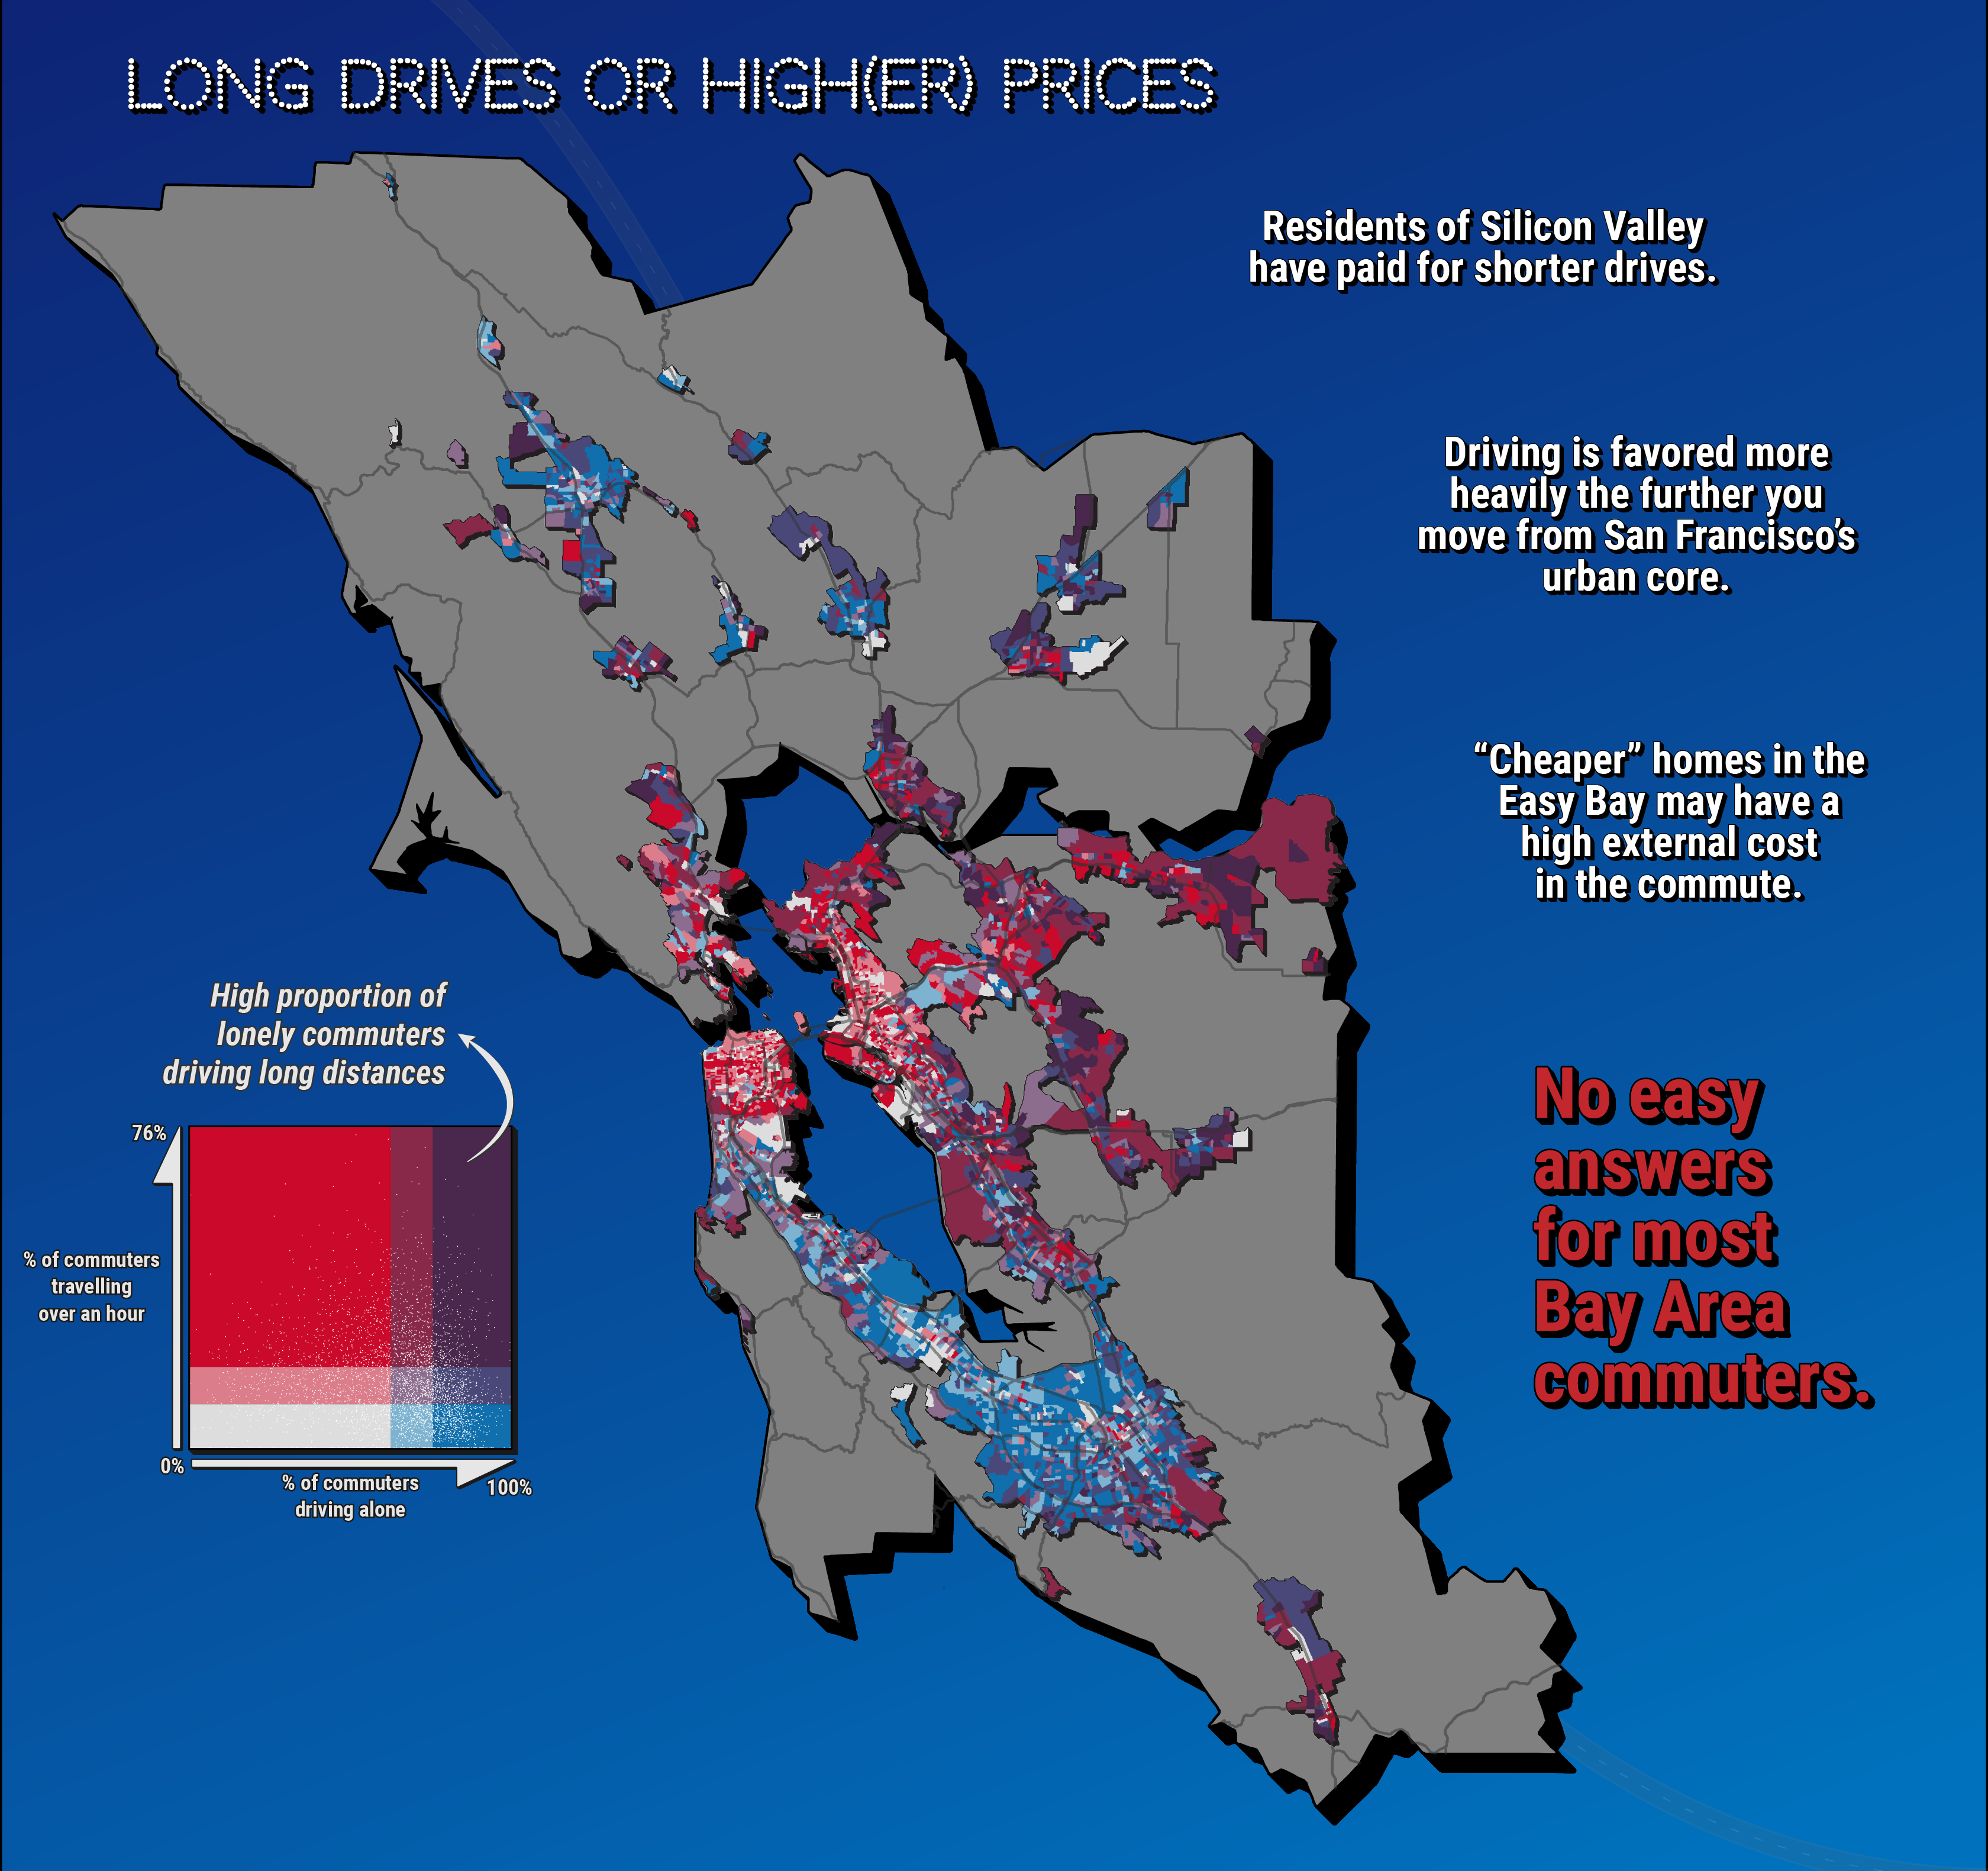 LONG DRIVES OR HIGH(ER) PRICES
Residents of Silicon Valley
have paid for shorter drives.
Driving is favored more
heavily the further you
move from San Francisco's
urban core.
“Cheaper” homes in the
Easy Bay may have a
high external cost
in the commute.
High proportion of
lonely commuters
driving long distances
76%
% of commuters
travelling
over an hour
0%
% of commuters
driving alone
100%
No easy
answers
for most
Bay Area
commuters.